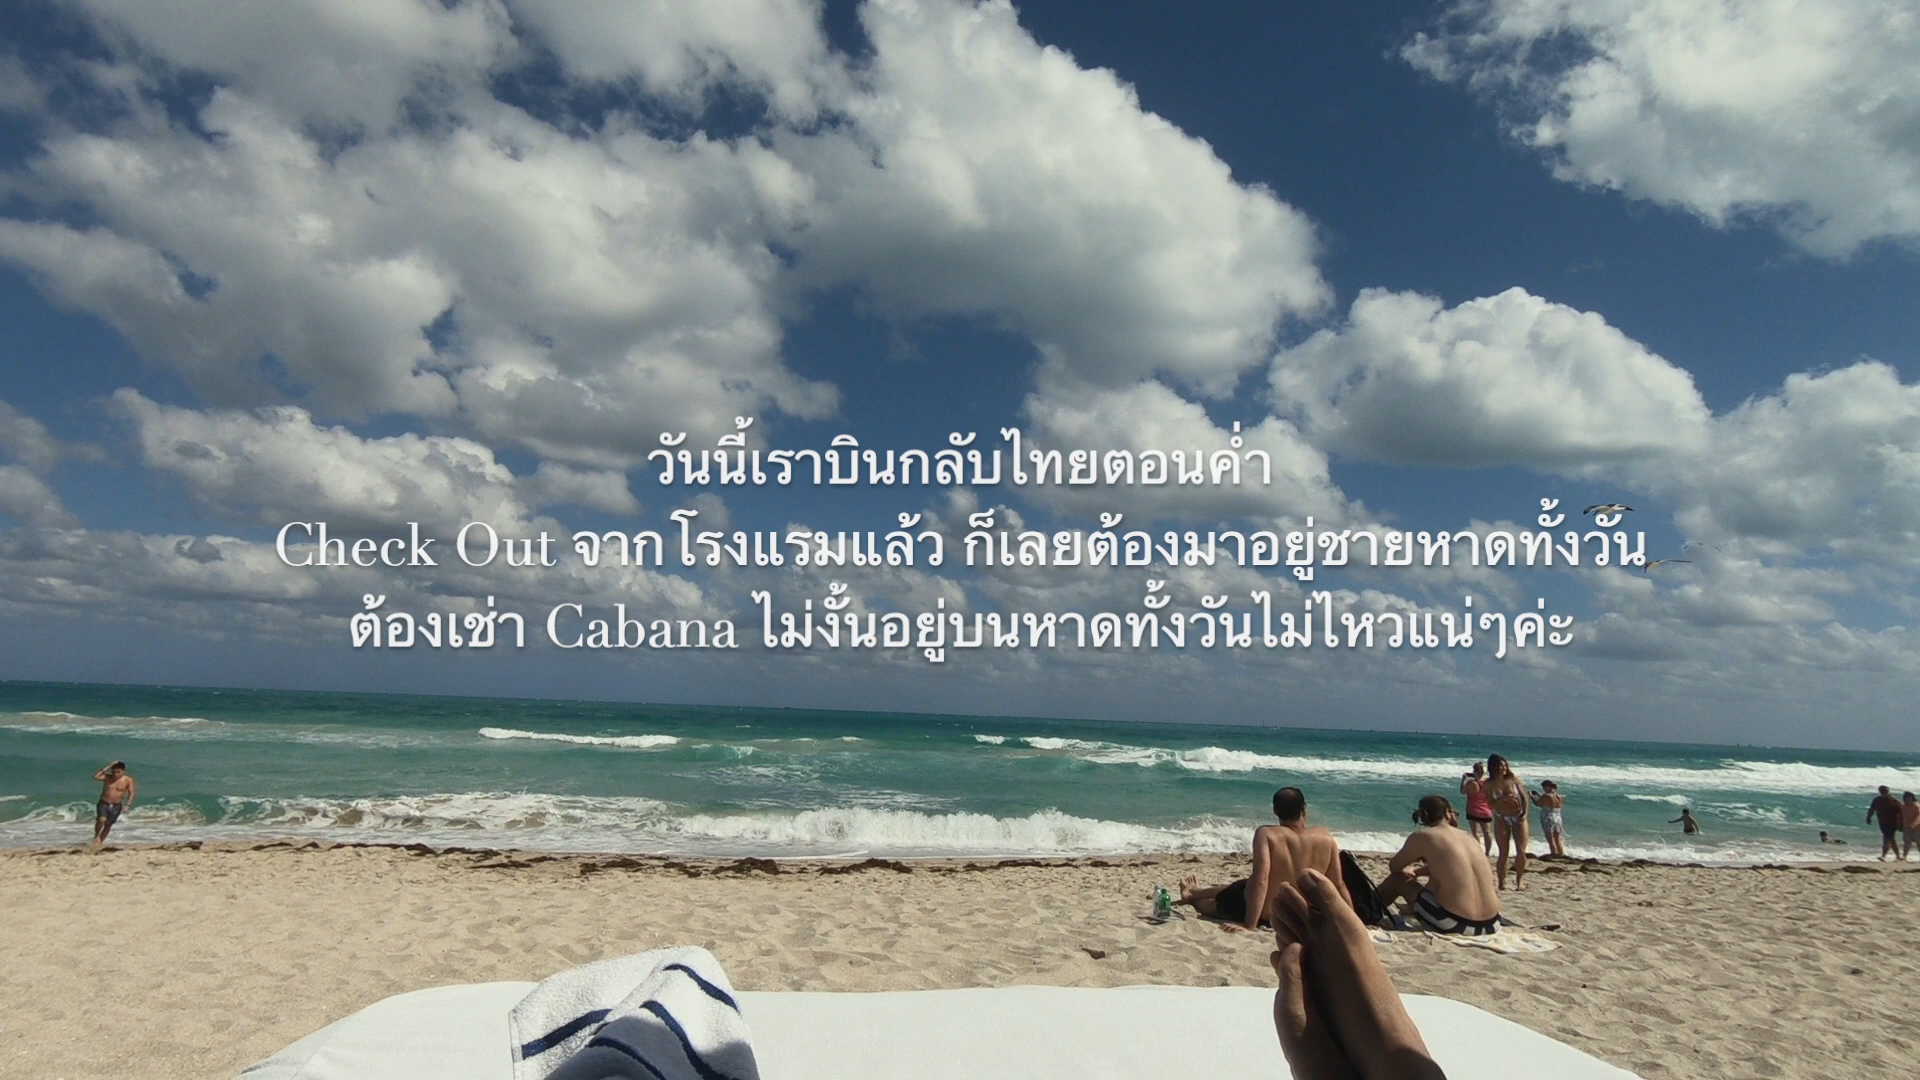 วันนี้เราบินกลับไทยตอนค่ำ
Check Out จากโรงแรมแล้ว ก็เลยต้องมาอยู่ชายหาดทั้งวัน
ต้องเช่า Cabana ไม่งั้นอยู่บนหาดทั้งวันไม่ไหวแน่ๆค่ะ